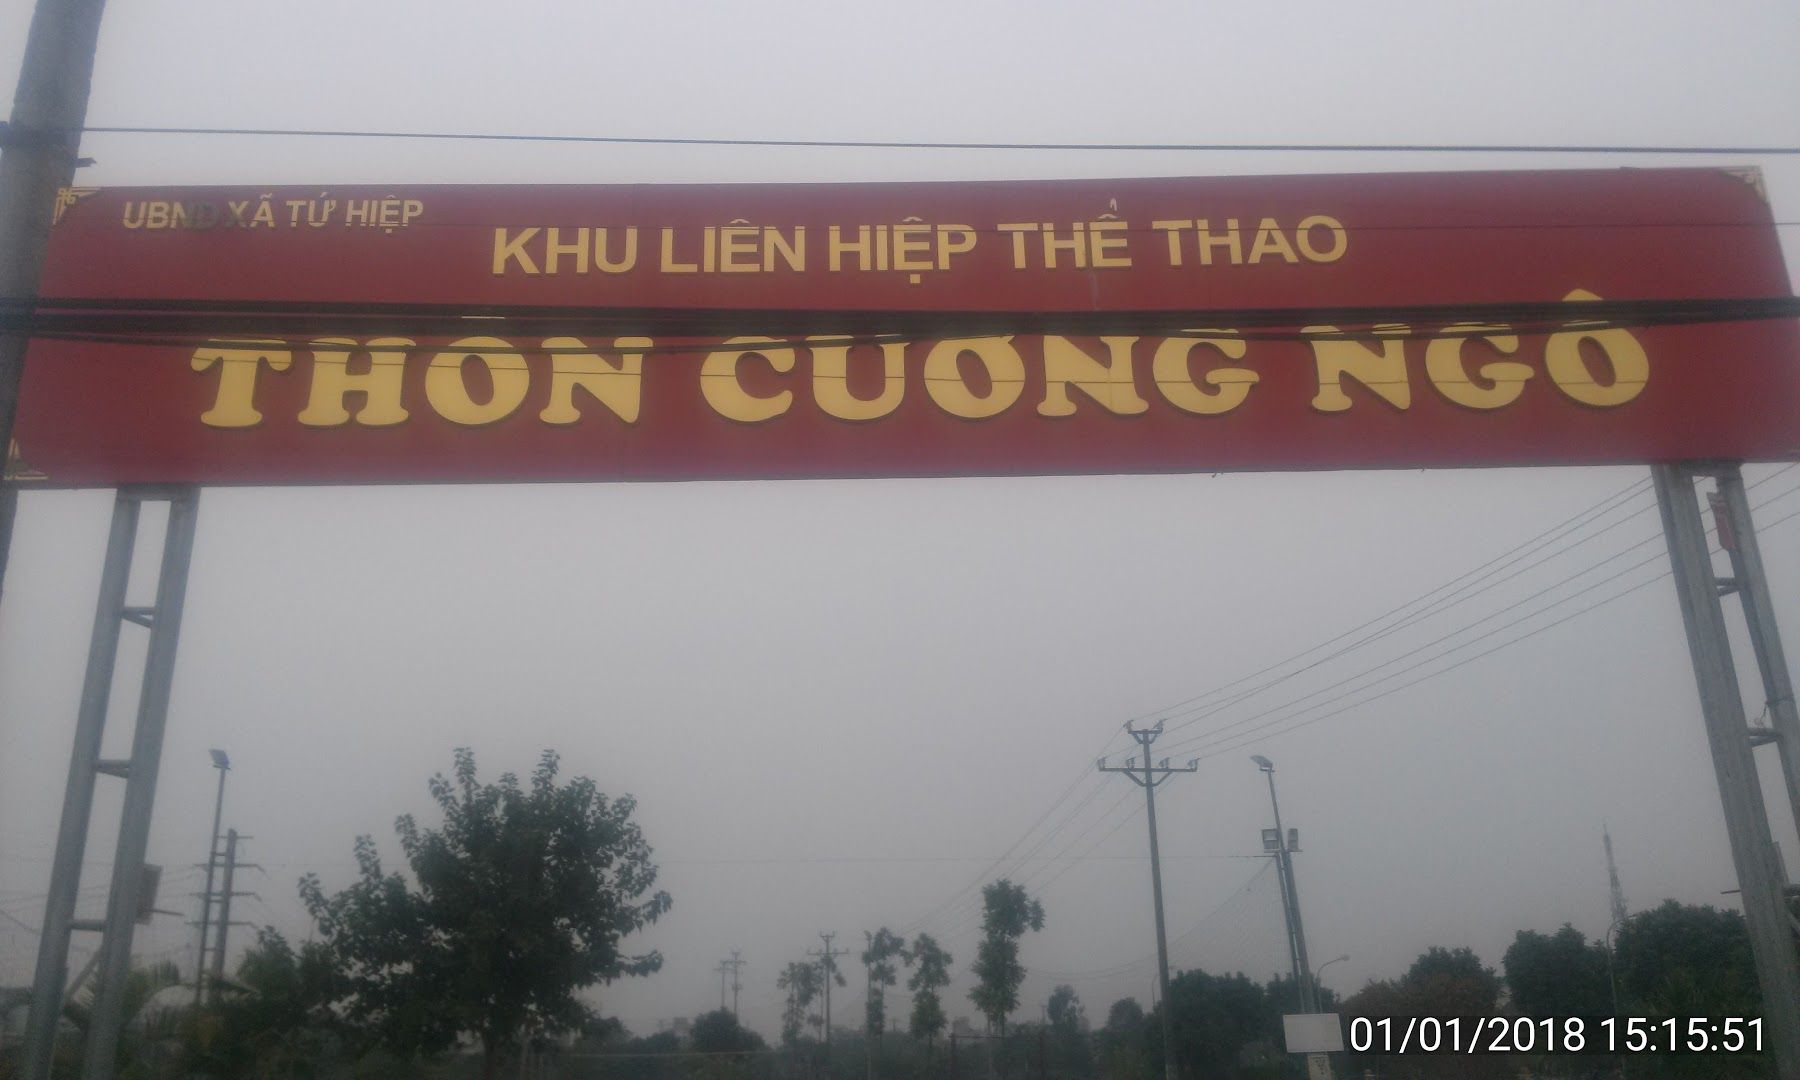 UBND XÃ TỨ HIỆP
KHU LIÊN HIỆP THỂ THAO
THÔN CƯƠNG NGÔ
01/01/2018 15:15:51